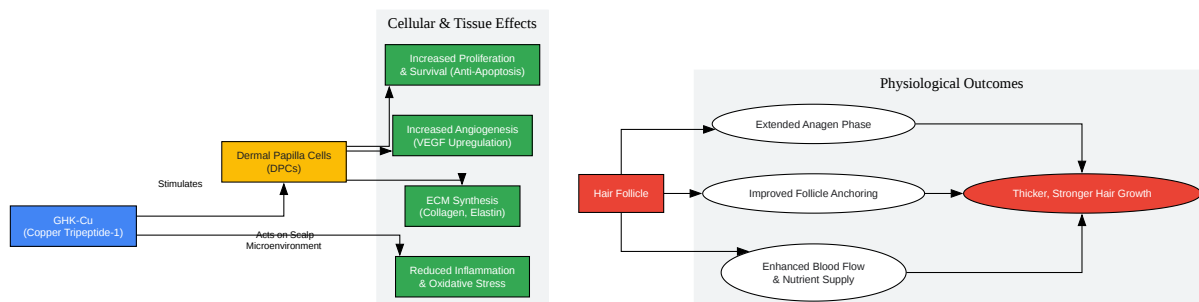 Cellular & Tissue Effects
Increased Proliferation
& Survival (Anti-Apoptosis)
Increased Angiogenesis
(VEGF Upregulation)
Dermal Papilla Cells
(DPCs)
Stimulates
ECM Synthesis
(Collagen, Elastin)
GHK-Cu
(Copper Tripeptide-1)
Acts on Scalp
Microenvironment
Reduced Inflammation
& Oxidative Stress
Physiological Outcomes
Extended Anagen Phase
Hair Follicle
Improved Follicle Anchoring
Thicker, Stronger Hair Growth
Enhanced Blood Flow
& Nutrient Supply